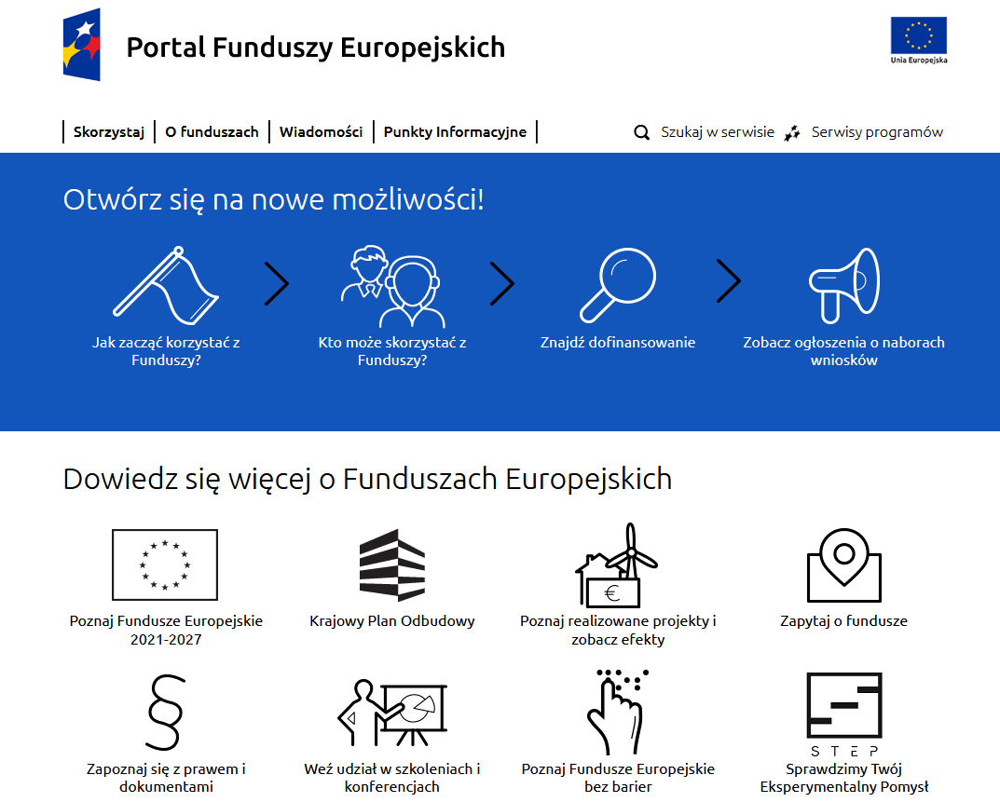 Portal Funduszy Europejskich
Unia Europejska
Skorzystaj
O funduszach
Wiadomości
Punkty Informacyjne
Szukaj w serwisie
Serwisy programów
Otwórz się na nowe możliwości!
Jak zacząć korzystać z
Funduszy?
Kto może skorzystać z
Funduszy?
Znajdź dofinansowanie
Zobacz ogłoszenia o naborach
wniosków
Dowiedz się więcej o Funduszach Europejskich
Poznaj Fundusze Europejskie
2021-2027
Krajowy Plan Odbudowy
€
Poznaj realizowane projekty i
zobacz efekty
Zapytaj o fundusze
Zapoznaj się z prawem i
dokumentami
Weź udział w szkoleniach i
konferencjach
Poznaj Fundusze Europejskie
bez barier
STEP
Sprawdzimy Twój
Eksperymentalny Pomysł